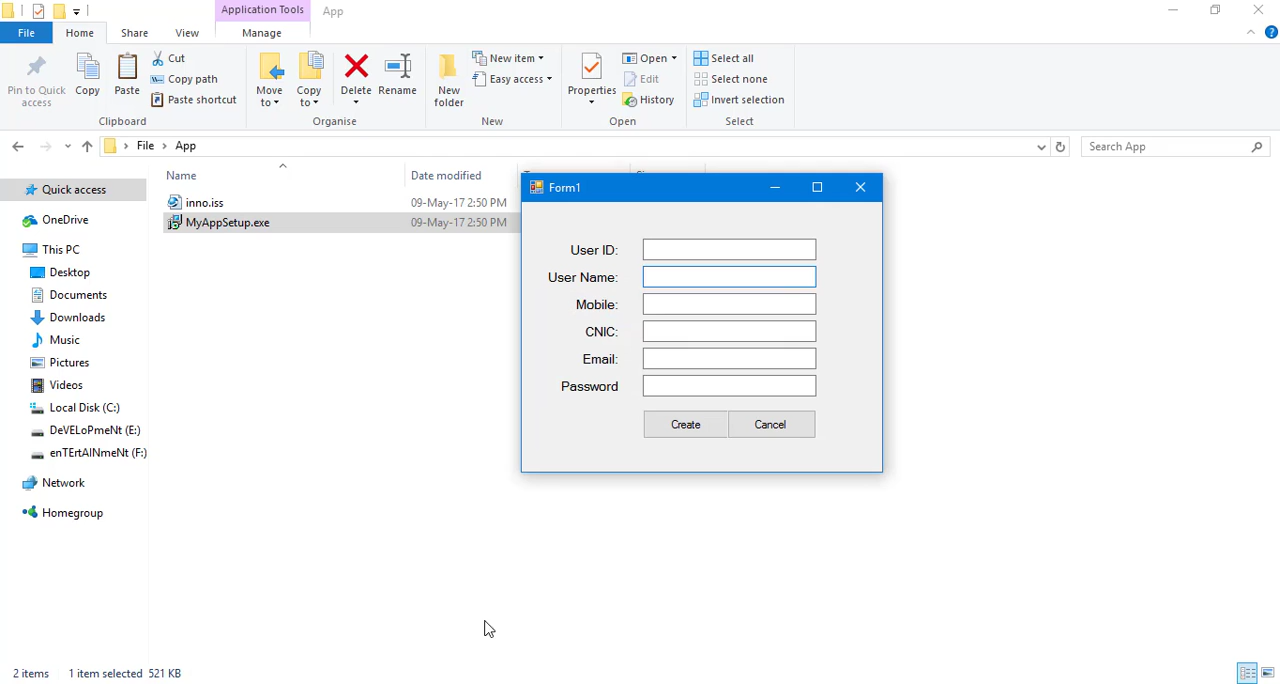 Application Tools App
File Home Share View Manage
Pin to Quick access
Copy
Paste
Cut
Copy path
Paste shortcut
Clipboard
Move to
Copy to
Delete
Rename
Organise
New folder
New item
Easy access
New
Properties
Open
Edit
History
Open
Select all
Select none
Invert selection
Select
File App
Search App
Name Date modified
inno.iss 09-May-17 2:50 PM
MyAppSetup.exe 09-May-17 2:50 PM
Quick access
OneDrive
This PC
Desktop
Documents
Downloads
Music
Pictures
Videos
Local Disk (C:)
DeVELoPmeNt (E:)
enTErtAINmeNt (F:)
Network
Homegroup
Form1
User ID:
User Name:
Mobile:
CNIC:
Email:
Password
Create Cancel
2 items 1 item selected 521 KB